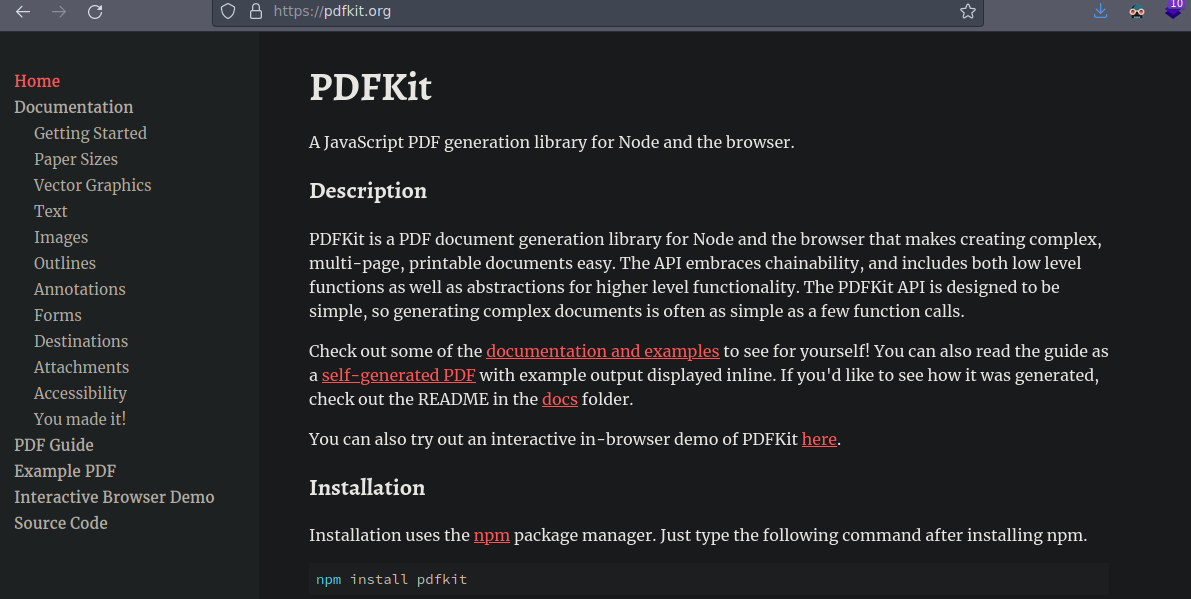 https://pdfkit.org
10
Home
Documentation
Getting Started
Paper Sizes
Vector Graphics
Text
Images
Outlines
Annotations
Forms
Destinations
Attachments
Accessibility
You made it!
PDF Guide
Example PDF
Interactive Browser Demo
Source Code
PDFKit
A JavaScript PDF generation library for Node and the browser.
Description
PDFKit is a PDF document generation library for Node and the browser that makes creating complex,
multi-page, printable documents easy. The API embraces chainability, and includes both low level
functions as well as abstractions for higher level functionality. The PDFKit API is designed to be
simple, so generating complex documents is often as simple as a few function calls.
Check out some of the documentation and examples to see for yourself! You can also read the guide as
a self-generated PDF with example output displayed inline. If you'd like to see how it was generated,
check out the README in the docs folder.
You can also try out an interactive in-browser demo of PDFKit here.
Installation
Installation uses the npm package manager. Just type the following command after installing npm.
npm install pdfkit